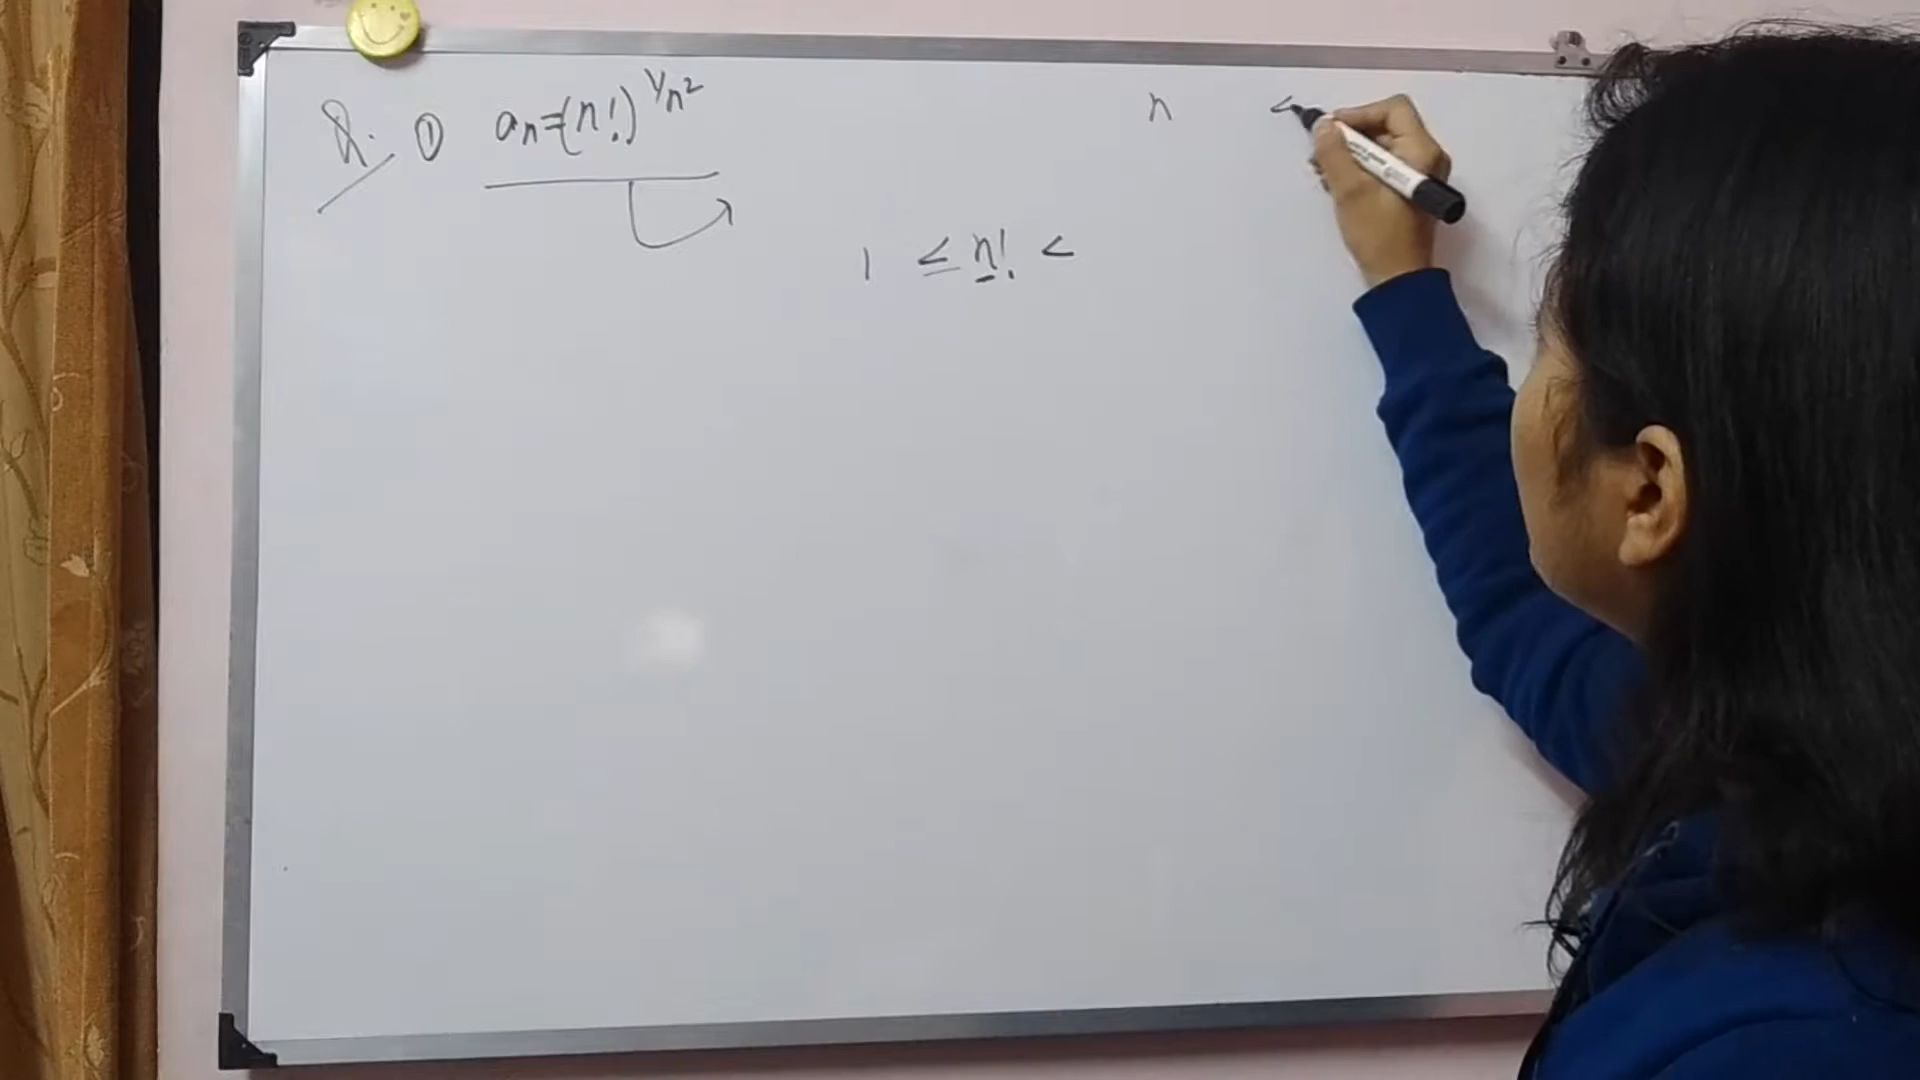 Q. ① aₙ=(n!)^1/n²
n <
1 ≤ n! <